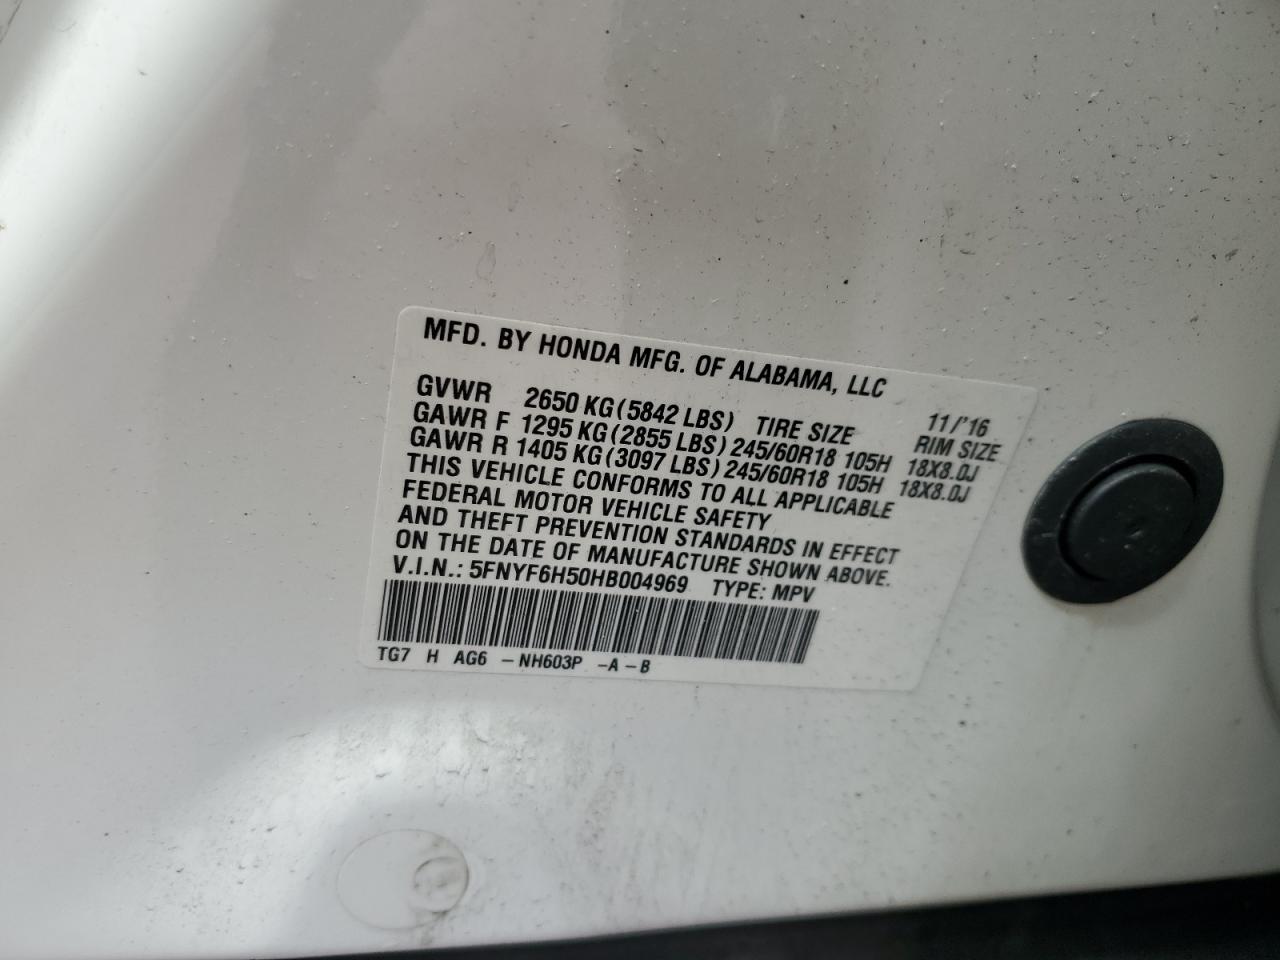 MFD. BY HONDA MFG. OF ALABAMA, LLC
11/'16
GVWR 2650 KG(5842 LBS) TIRE SIZE RIM SIZE
GAWR F 1295 KG(2855 LBS) 245/60R18 105H 18X8.0J
GAWR R 1405 KG(3097 LBS) 245/60R18 105H 18X8.0J
THIS VEHICLE CONFORMS TO ALL APPLICABLE
FEDERAL MOTOR VEHICLE SAFETY
AND THEFT PREVENTION STANDARDS IN EFFECT
ON THE DATE OF MANUFACTURE SHOWN ABOVE.
V.I.N.: 5FNYF6H50HB004969 TYPE: MPV
TG7 H AG6 -NH603P -A-B